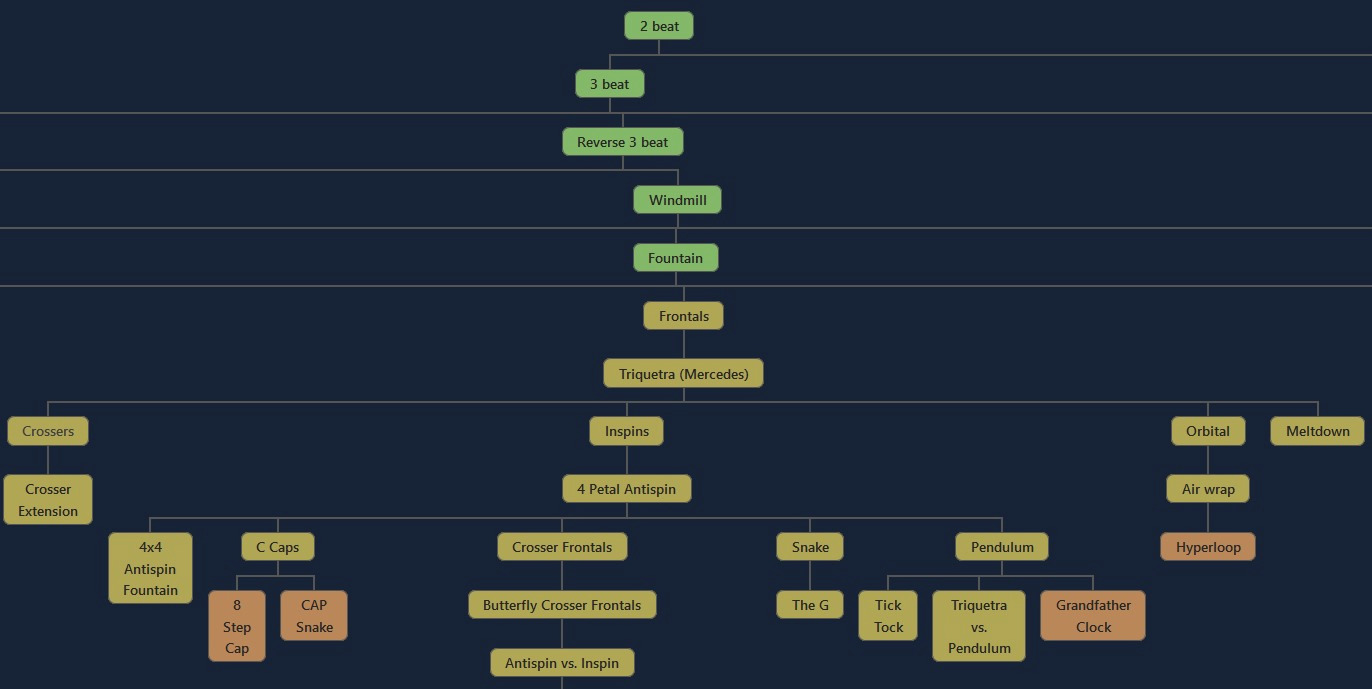 2 beat
3 beat
Reverse 3 beat
Windmill
Fountain
Frontals
Triquetra (Mercedes)
Crossers
Inspins
Orbital
Meltdown
Crosser
Extension
4 Petal Antispin
Air wrap
4x4
Antispin
Fountain
C Caps
Crosser Frontals
Snake
Pendulum
Hyperloop
8
Step
Cap
CAP
Snake
Butterfly Crosser Frontals
The G
Tick
Tock
Triquetra
vs.
Pendulum
Grandfather
Clock
Antispin vs. Inspin